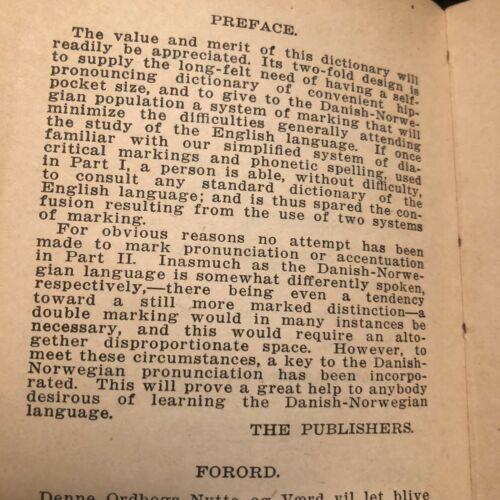 PREFACE.
The value and merit of this dictionary will
readily be appreciated. Its two-fold design is
to supply the long-felt need of having a self-
pronouncing dictionary of convenient hip-
pocket size, and to give to the Danish-Norwe-
gian population a system of marking that will
minimize the difficulties generally attending
the study of the English language. If once
familiar with our simplified system of dia-
critical markings and phonetic spelling, used
in Part I, a person is able, without difficulty,
to consult any standard dictionary of the
English language; and is thus spared the con-
fusion resulting from the use of two systems
of marking.
For obvious reasons no attempt has been
made to mark pronunciation or accentuation
in Part II. Inasmuch as the Danish-Norwe-
gian language is somewhat differently spoken,
respectively,—there being even a tendency
toward a still more marked distinction—a
double marking would in many instances be
necessary, and this would require an alto-
gether disproportionate space. However, to
meet these circumstances, a key to the Danish-
Norwegian pronunciation has been incorpo-
rated. This will prove a great help to anybody
desirous of learning the Danish-Norwegian
language.
THE PUBLISHERS.
FORORD.
Denne Ordbogs Nytte og Værd vil let blive